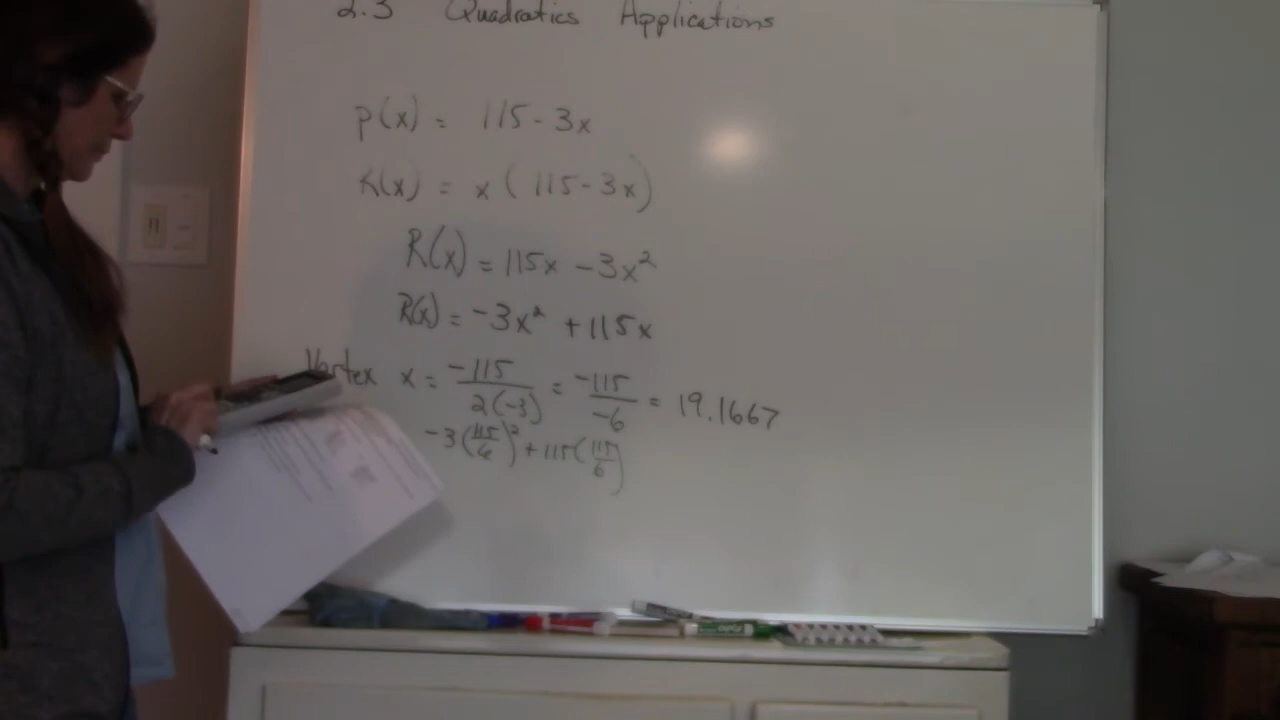 2.3 Quadratics Applications
p(x) = 115 - 3x
R(x) = x ( 115 - 3x )
R(x) = 115x - 3x²
R(x) = -3x² + 115x
Vertex x = -115/2(-3) = -115/-6 = 19.1667
-3(115/6)² + 115(115/6)